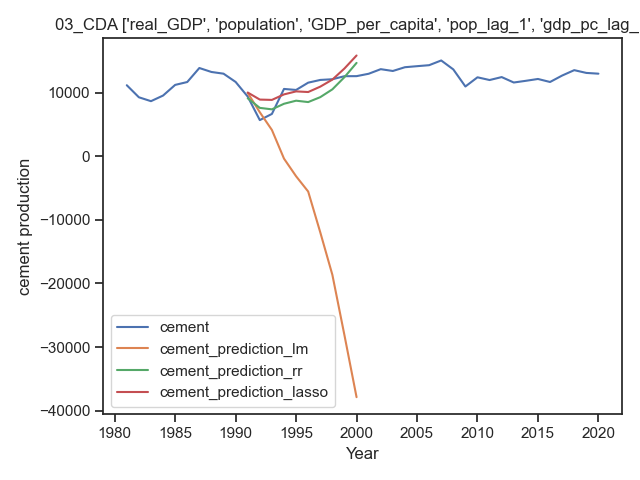 03_CDA ['real_GDP', 'population', 'GDP_per_capita', 'pop_lag_1', 'gdp_pc_lag_
10000
0
−10000
−20000
−30000
−40000
cement production
cement
cement_prediction_lm
cement_prediction_rr
cement_prediction_lasso
1980 1985 1990 1995 2000 2005 2010 2015 2020
Year